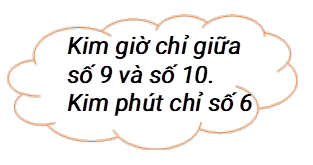 Kim giờ chỉ giữa
số 9 và số 10.
Kim phút chỉ số 6